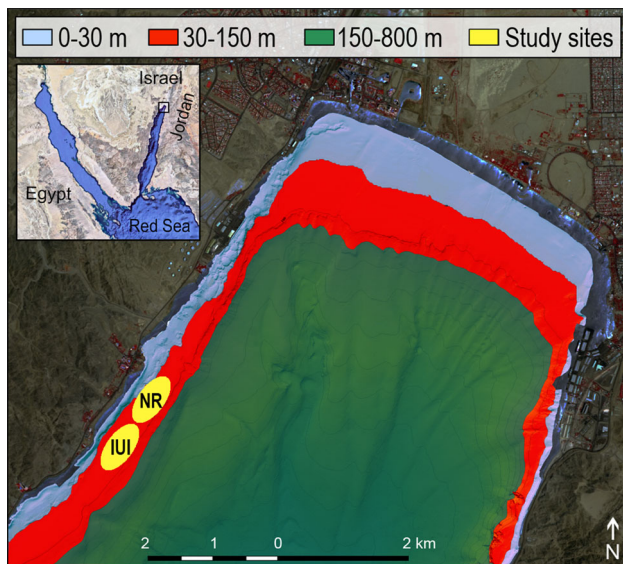 0-30 m 30-150 m 150-800 m Study sites
Israel
Jordan
Egypt
Red Sea
NR
IUI
2 1 0 2 km
N